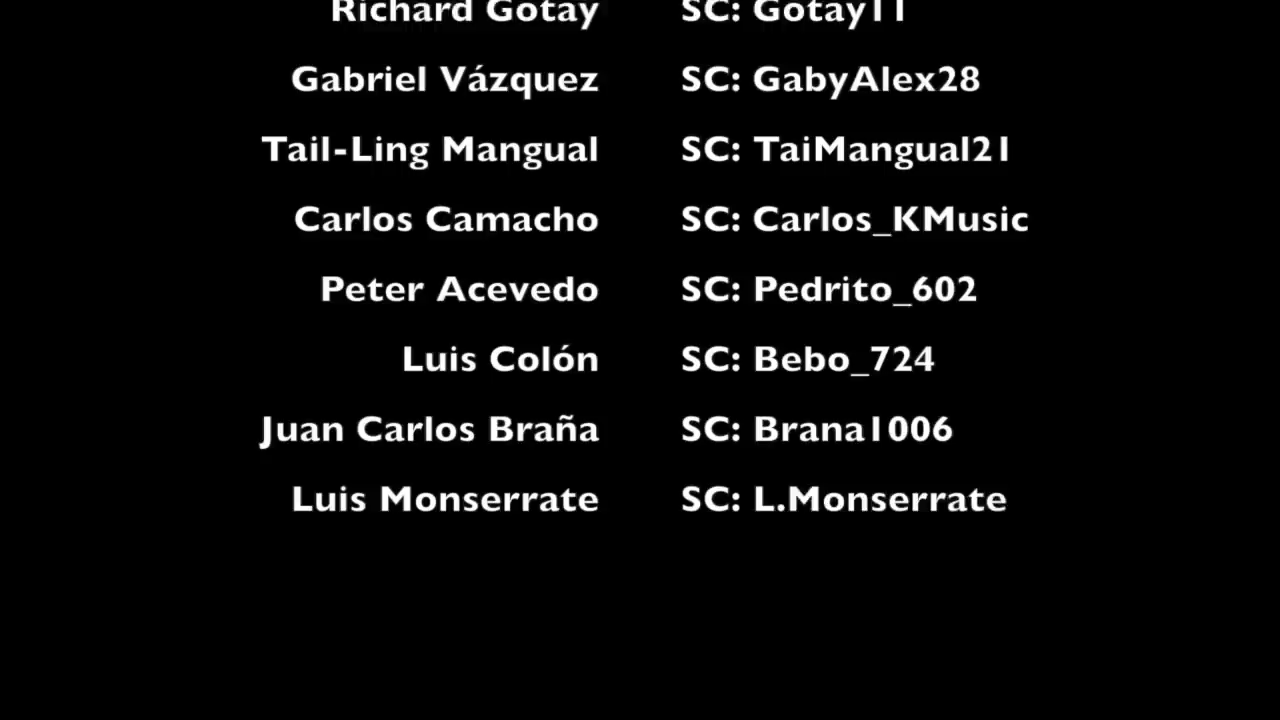 Richard Gotay SC: Gotay11
Gabriel Vázquez SC: GabyAlex28
Tail-Ling Mangual SC: TaiMangual21
Carlos Camacho SC: Carlos_KMusic
Peter Acevedo SC: Pedrito_602
Luis Colón SC: Bebo_724
Juan Carlos Braña SC: Brana1006
Luis Monserrate SC: L.Monserrate